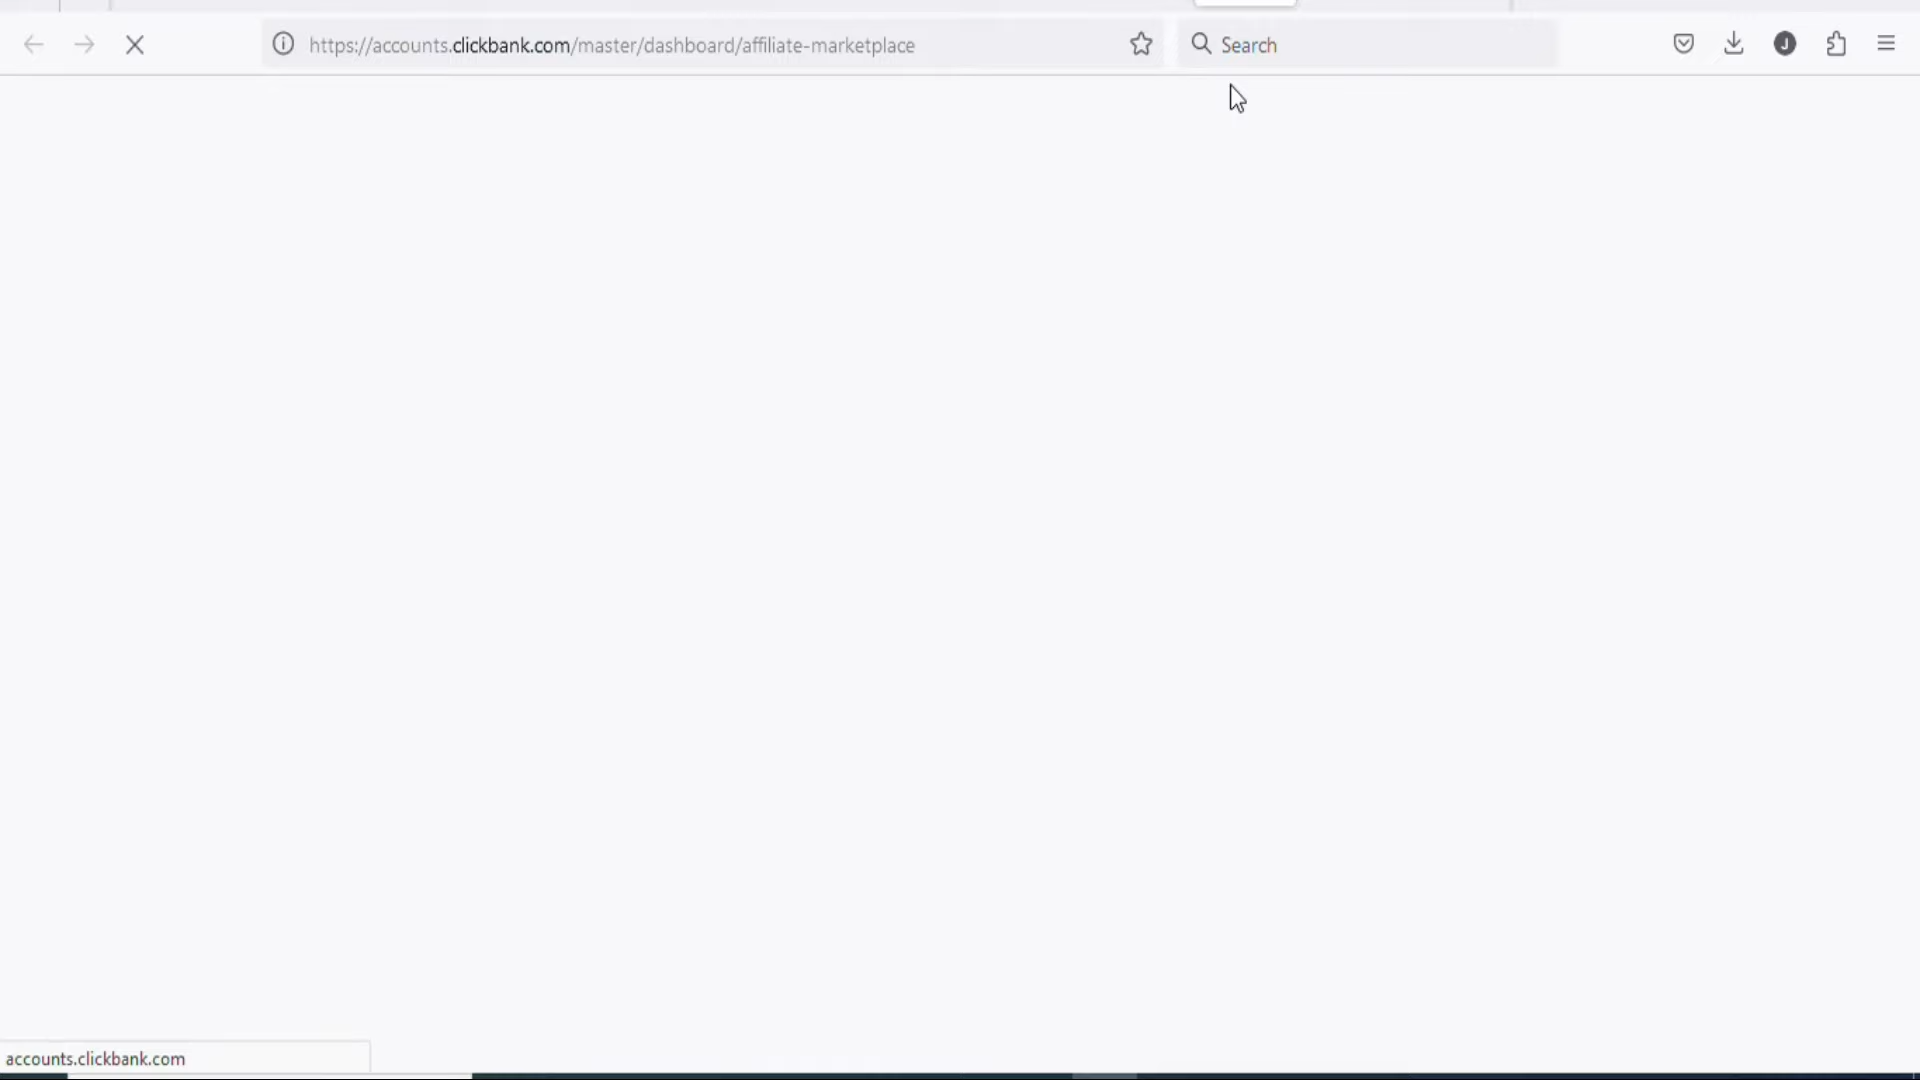 https://accounts.clickbank.com/master/dashboard/affiliate-marketplace
Search
J
accounts.clickbank.com